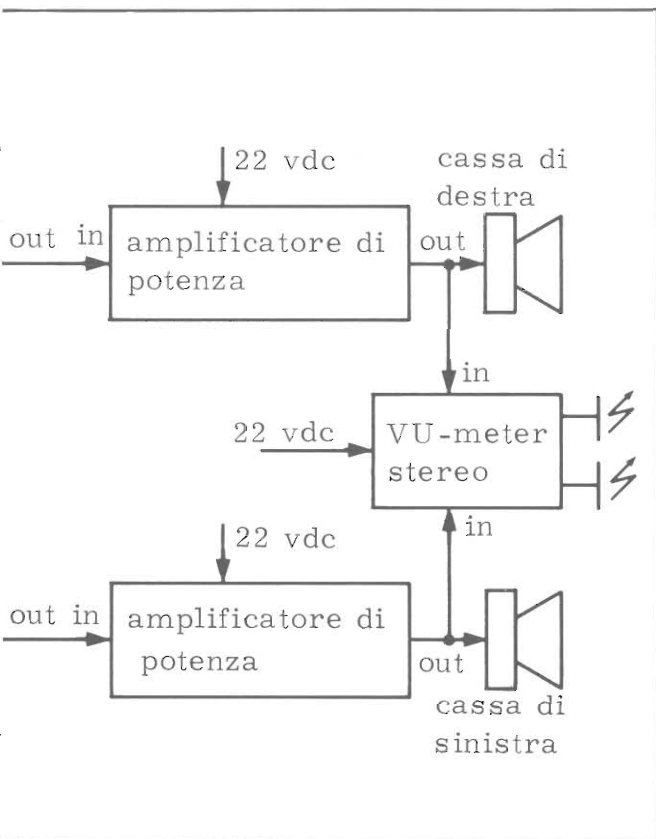 22 vdc
cassa di
destra
out in
amplificatore di
potenza
out
in
22 vdc
VU-meter
stereo
in
22 vdc
out in
amplificatore di
potenza
out
cassa di
sinistra